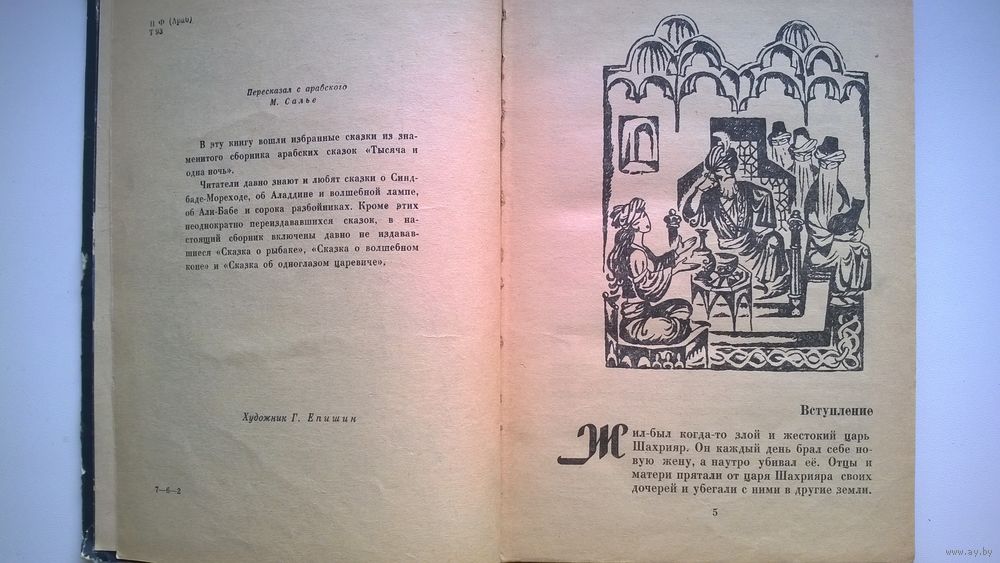 П Ф (Араб)
Т 93
Пересказал с арабского
М. Салье
В эту книгу вошли избранные сказки из зна-
менитого сборника арабских сказок «Тысяча и
одна ночь».
Читатели давно знают и любят сказки о Синд-
баде-Мореходе, об Аладдине и волшебной лампе,
об Али-Бабе и сорока разбойниках. Кроме этих
неоднократно переиздававшихся сказок, в на-
стоящий сборник включены давно не издавав-
шиеся «Сказка о рыбаке», «Сказка о волшебном
коне» и «Сказка об одноглазом царевиче»,
Художник Г. Епишин
7—6—2
Вступление
Жил-был когда-то злой и жестокий царь
Шахрияр. Он каждый день брал себе но-
вую жену, а наутро убивал её. Отцы и
матери прятали от царя Шахрияра своих
дочерей и убегали с ними в другие земли.
5
www.ay.by